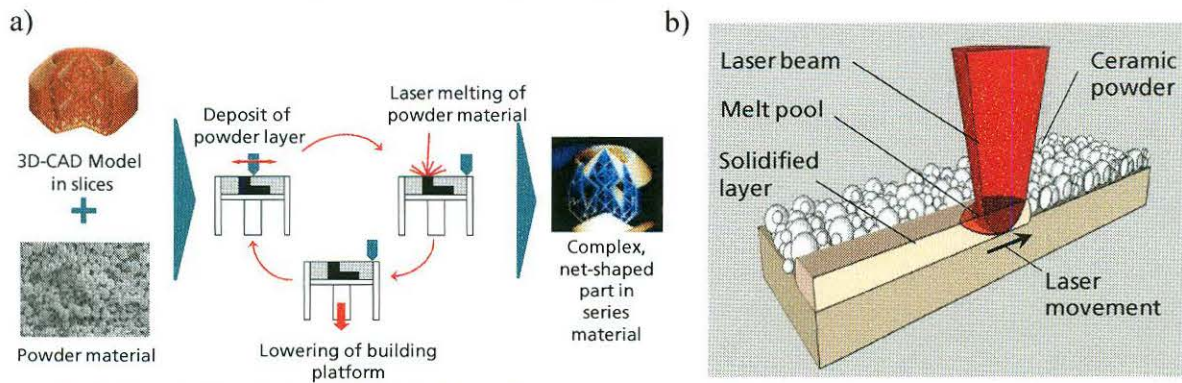 a)
3D-CAD Model
in slices
+
Powder material
Deposit of
powder layer
Laser melting of
powder material
Lowering of building
platform
Complex,
net-shaped
part in
series
material
b)
Laser beam
Melt pool
Solidified
layer
Ceramic
powder
Laser
movement